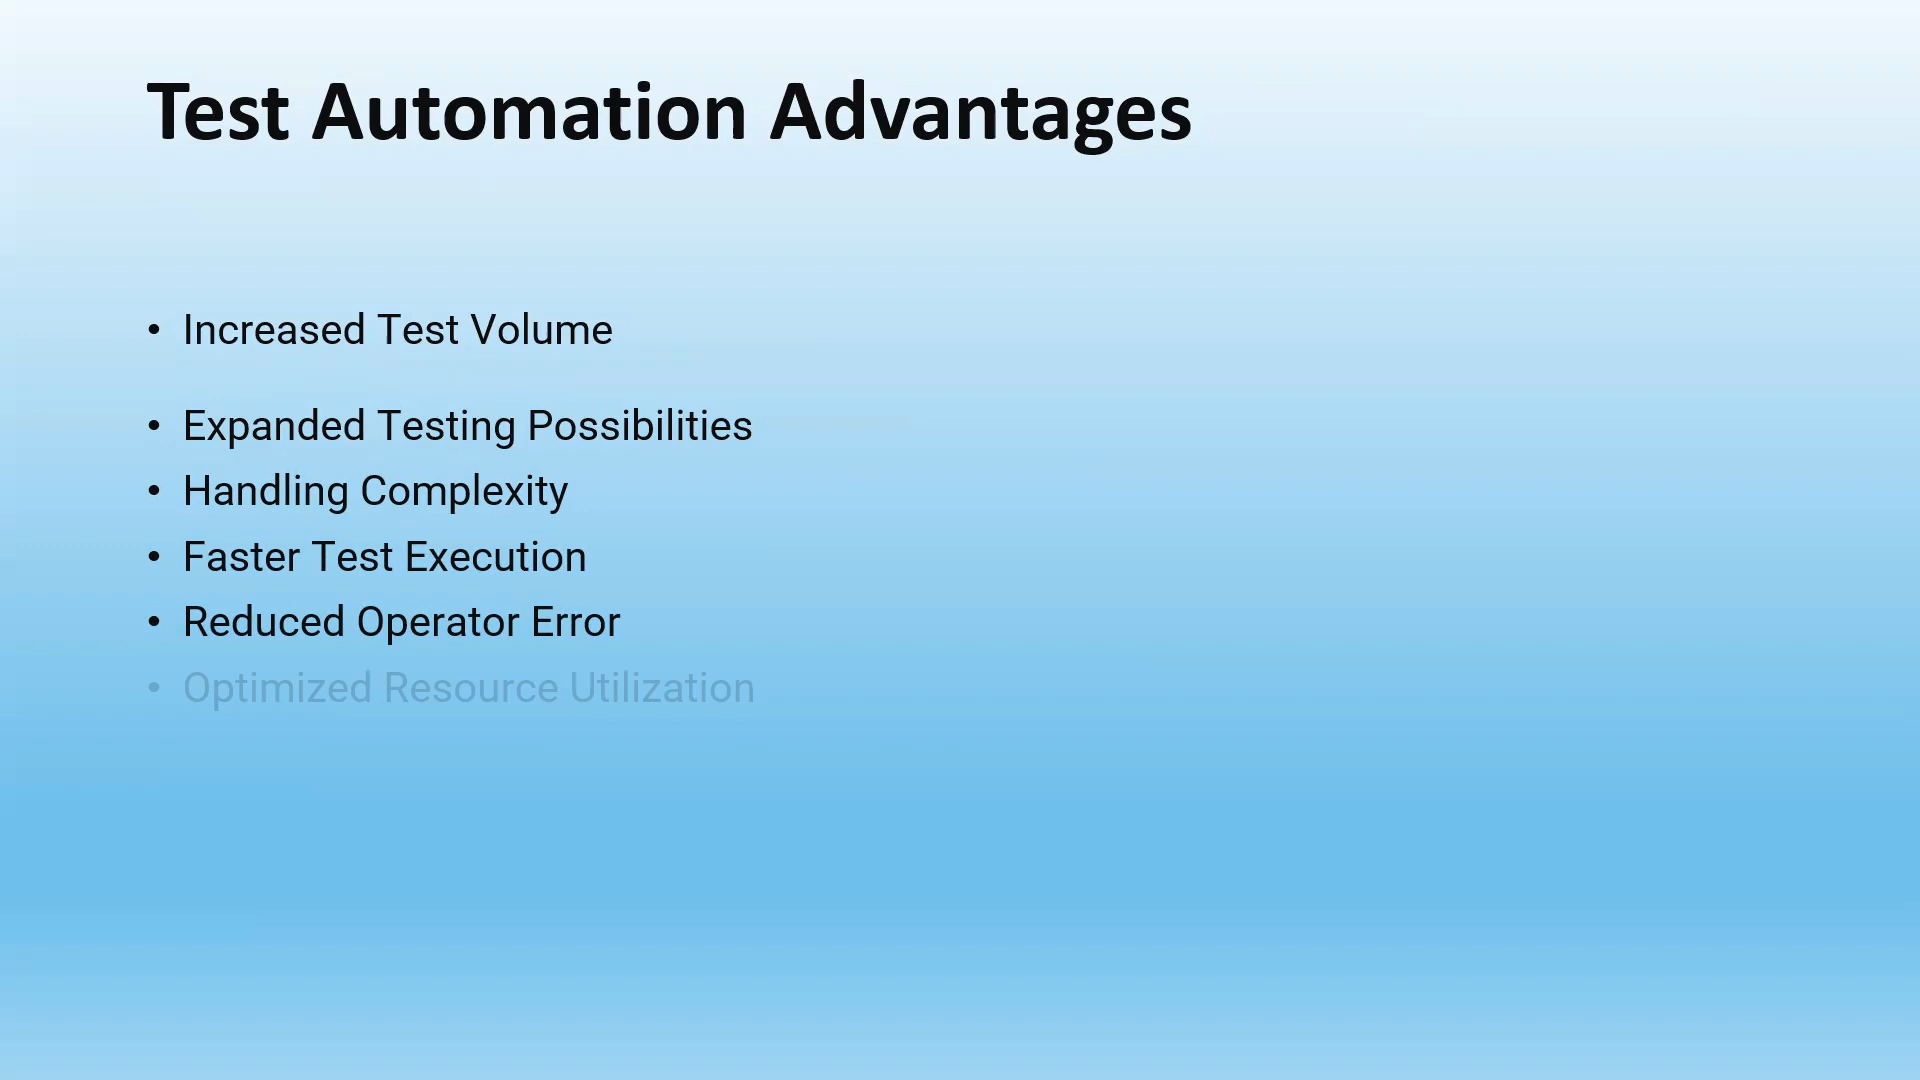 Test Automation Advantages
• Increased Test Volume
• Expanded Testing Possibilities
• Handling Complexity
• Faster Test Execution
• Reduced Operator Error
• Optimized Resource Utilization